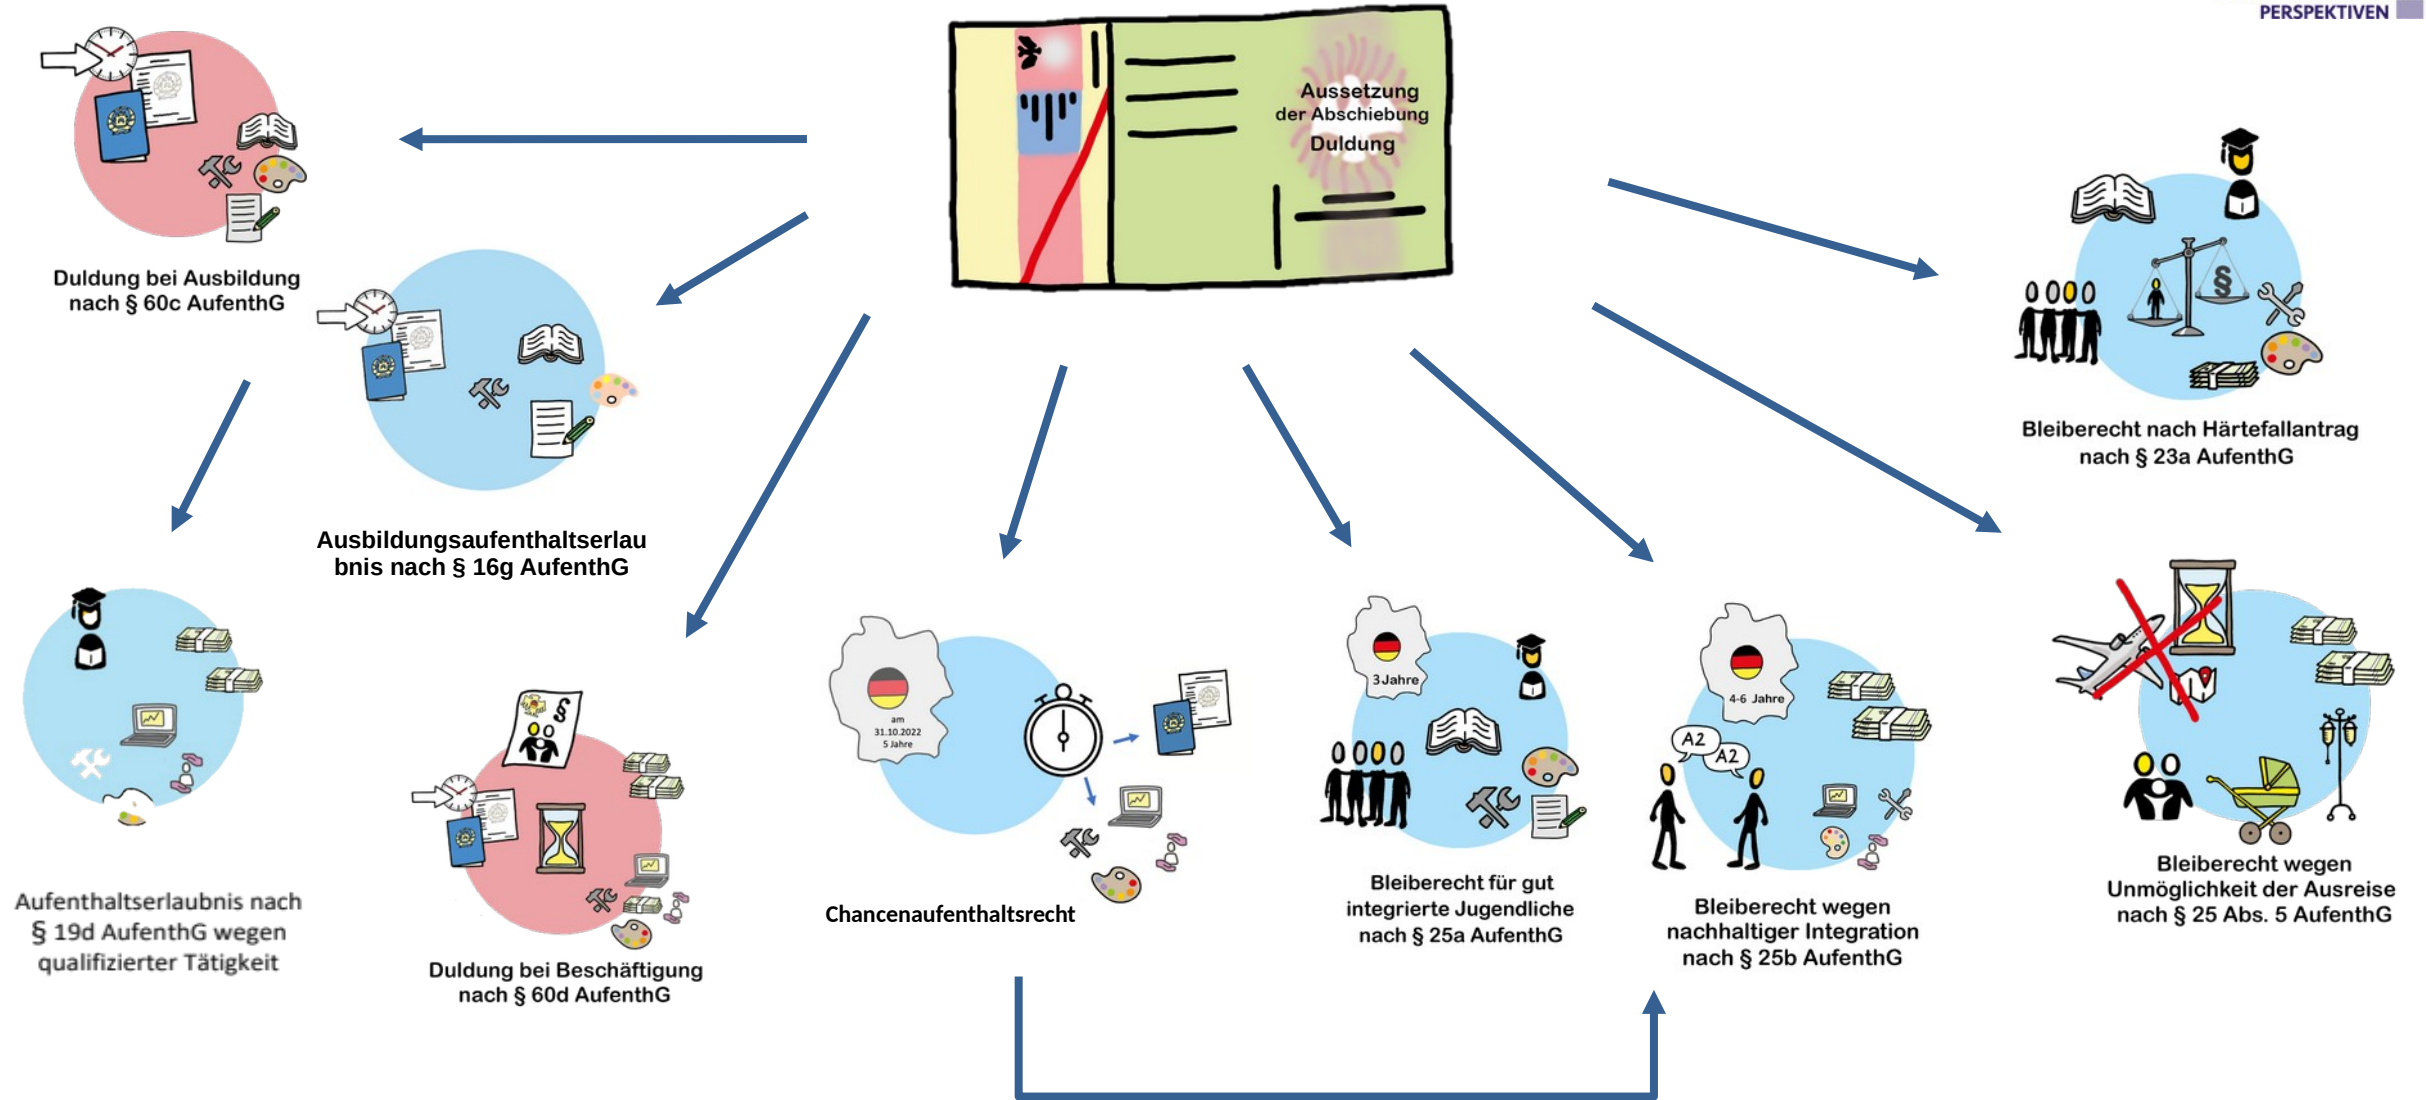 PERSPEKTIVEN
Aussetzung
der Abschiebung
Duldung
Duldung bei Ausbildung
nach § 60c AufenthG
Ausbildungsaufenthaltserlau
bnis nach § 16g AufenthG
§
Bleiberecht nach Härtefallantrag
nach § 23a AufenthG
Aufenthaltserlaubnis nach
§ 19d AufenthG wegen
qualifizierter Tätigkeit
§
Duldung bei Beschäftigung
nach § 60d AufenthG
am
31.10.2022
5 Jahre
Chancenaufenthaltsrecht
3 Jahre
Bleiberecht für gut
integrierte Jugendliche
nach § 25a AufenthG
4-6 Jahre
A2
A2
Bleiberecht wegen
nachhaltiger Integration
nach § 25b AufenthG
Bleiberecht wegen
Unmöglichkeit der Ausreise
nach § 25 Abs. 5 AufenthG